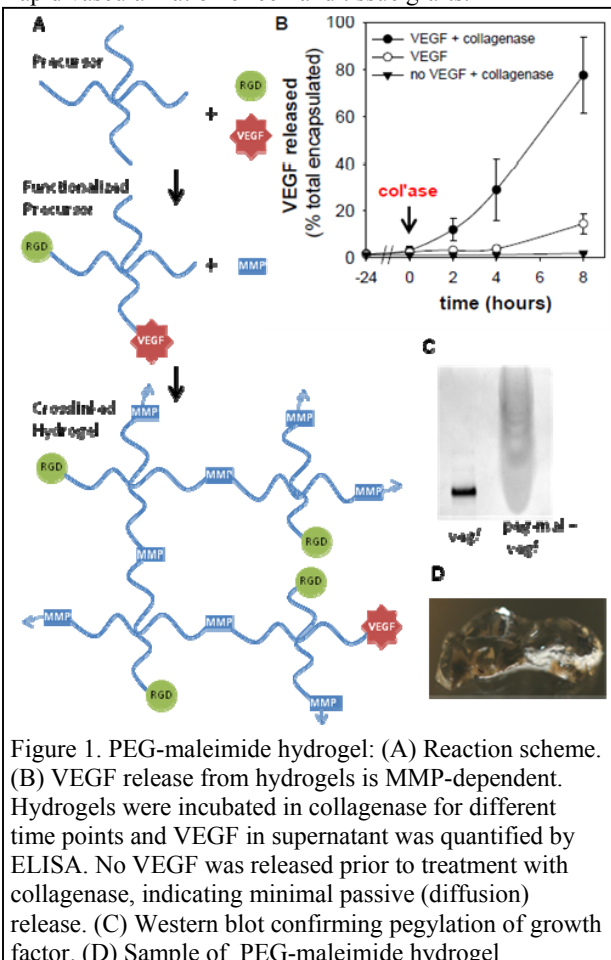 A
Precursor
+
RGD
VEGF
Functionalized
Precursor
RGD
+ MMP
VEGF
Crosslinked
Hydrogel
MMP
MMP
RGD
MMP
MMP
RGD
MMP
RGD
MMP
MMP
VEGF
RGD
MMP
B
100
80
60
40
20
0
VEGF released
(% total encapsulated)
VEGF + collagenase
VEGF
no VEGF + collagenase
col'ase
-24 0 2 4 6 8
time (hours)
C
vegf
peg-mal-
vegf
D
Figure 1. PEG-maleimide hydrogel: (A) Reaction scheme.
(B) VEGF release from hydrogels is MMP-dependent.
Hydrogels were incubated in collagenase for different
time points and VEGF in supernatant was quantified by
ELISA. No VEGF was released prior to treatment with
collagenase, indicating minimal passive (diffusion)
release. (C) Western blot confirming pegylation of growth
factor. (D) Sample of PEG-maleimide hydrogel